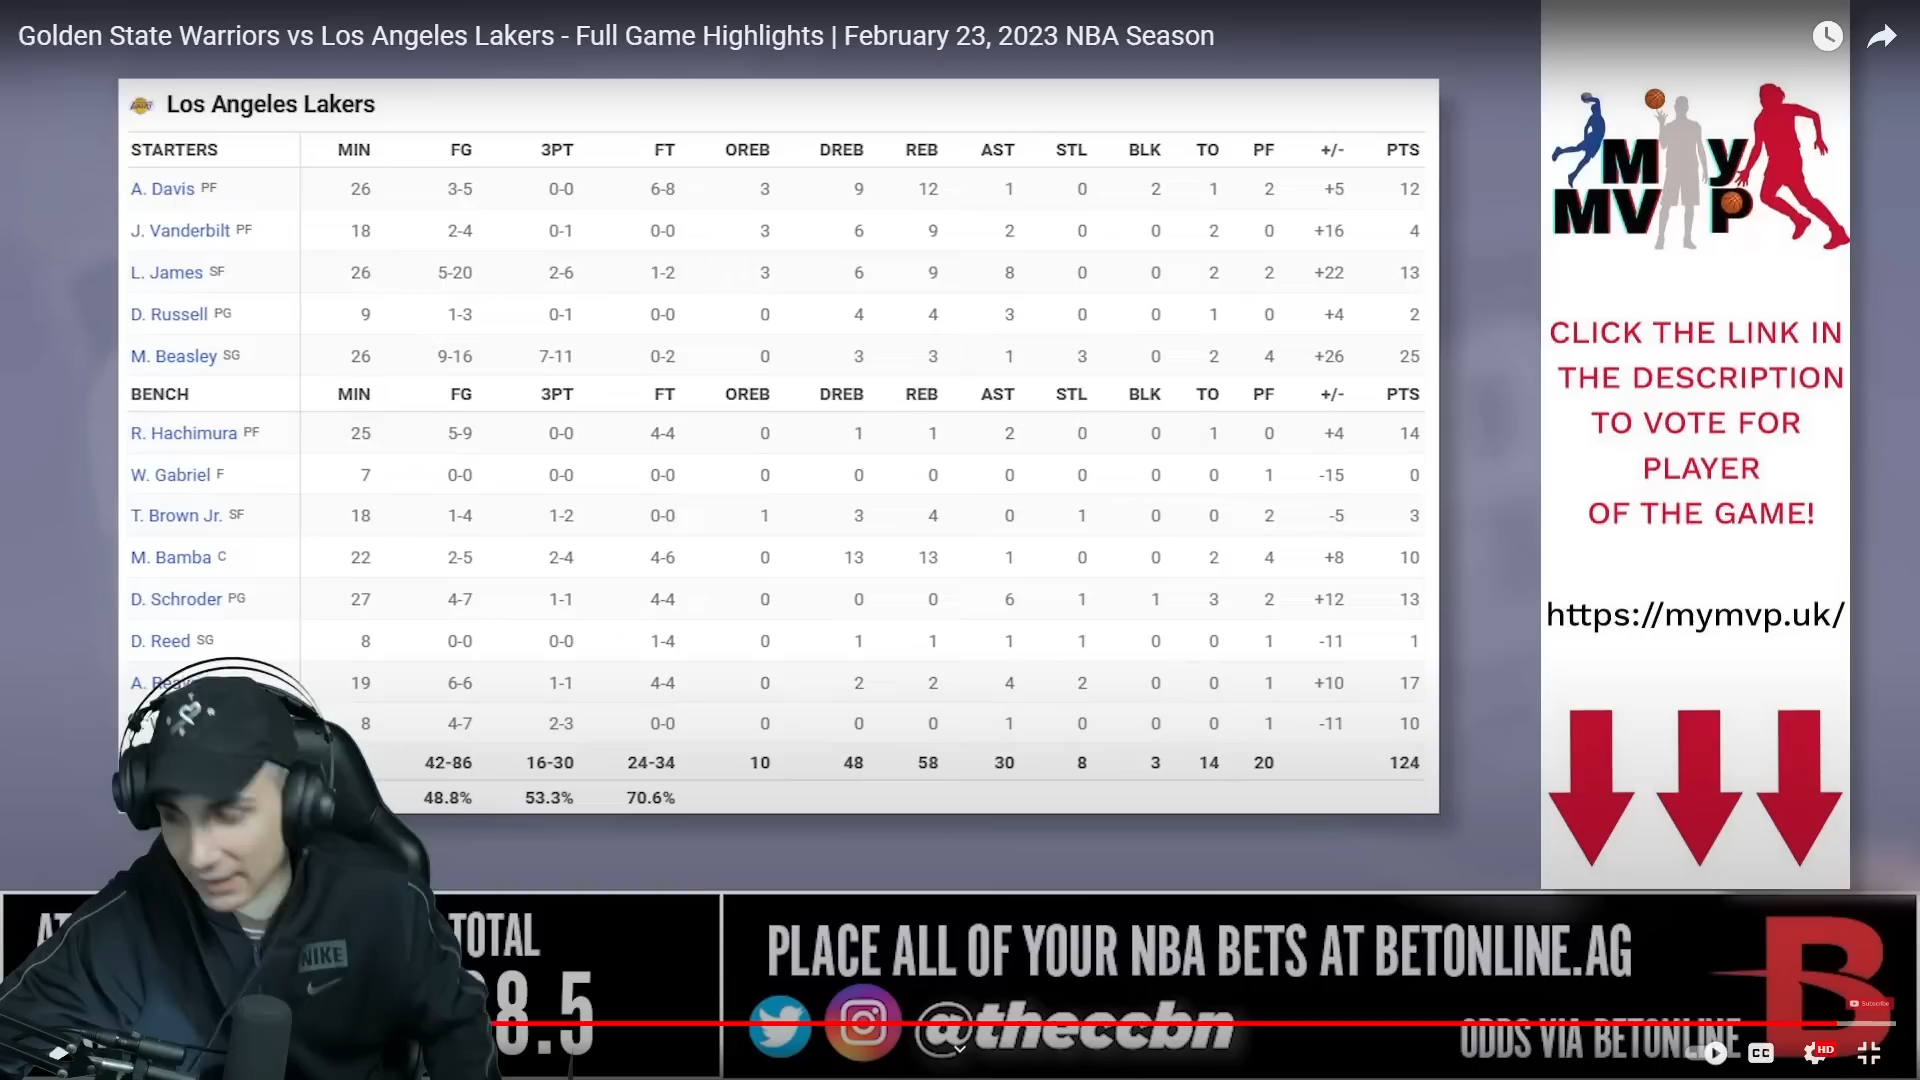 Golden State Warriors vs Los Angeles Lakers - Full Game Highlights | February 23, 2023 NBA Season
Los Angeles Lakers
STARTERS MIN FG 3PT FT OREB DREB REB AST STL BLK TO PF +/- PTS
A. Davis PF 26 3-5 0-0 6-8 3 9 12 1 0 2 1 2 +5 12
J. Vanderbilt PF 18 2-4 0-1 0-0 3 6 9 2 0 0 2 0 +16 4
L. James SF 26 5-20 2-6 1-2 3 6 9 8 0 0 2 2 +22 13
D. Russell PG 9 1-3 0-1 0-0 0 4 4 3 0 0 1 0 +4 2
M. Beasley SG 26 9-16 7-11 0-2 0 3 3 1 3 0 2 4 +26 25
BENCH MIN FG 3PT FT OREB DREB REB AST STL BLK TO PF +/- PTS
R. Hachimura PF 25 5-9 0-0 4-4 0 1 1 2 0 0 1 0 +4 14
W. Gabriel F 7 0-0 0-0 0-0 0 0 0 0 0 0 0 1 -15 0
T. Brown Jr. SF 18 1-4 1-2 0-0 1 3 4 0 1 0 0 2 -5 3
M. Bamba C 22 2-5 2-4 4-6 0 13 13 1 0 0 2 4 +8 10
D. Schroder PG 27 4-7 1-1 4-4 0 0 0 6 1 1 3 2 +12 13
D. Reed SG 8 0-0 0-0 1-4 0 1 1 1 1 0 0 1 -11 1
A. 19 6-6 1-1 4-4 0 2 2 4 2 0 0 1 +10 17
8 4-7 2-3 0-0 0 0 0 1 0 0 0 1 -11 10
42-86 16-30 24-34 10 48 58 30 8 3 14 20 124
48.8% 53.3% 70.6%
My
MVP
CLICK THE LINK IN
THE DESCRIPTION
TO VOTE FOR
PLAYER
OF THE GAME!
https://mymvp.uk/
TOTAL
8.5
PLACE ALL OF YOUR NBA BETS AT BETONLINE.AG
@theccbn
ODDS VIA BETONLINE
B
Subscribe
CC
HD
NIKE